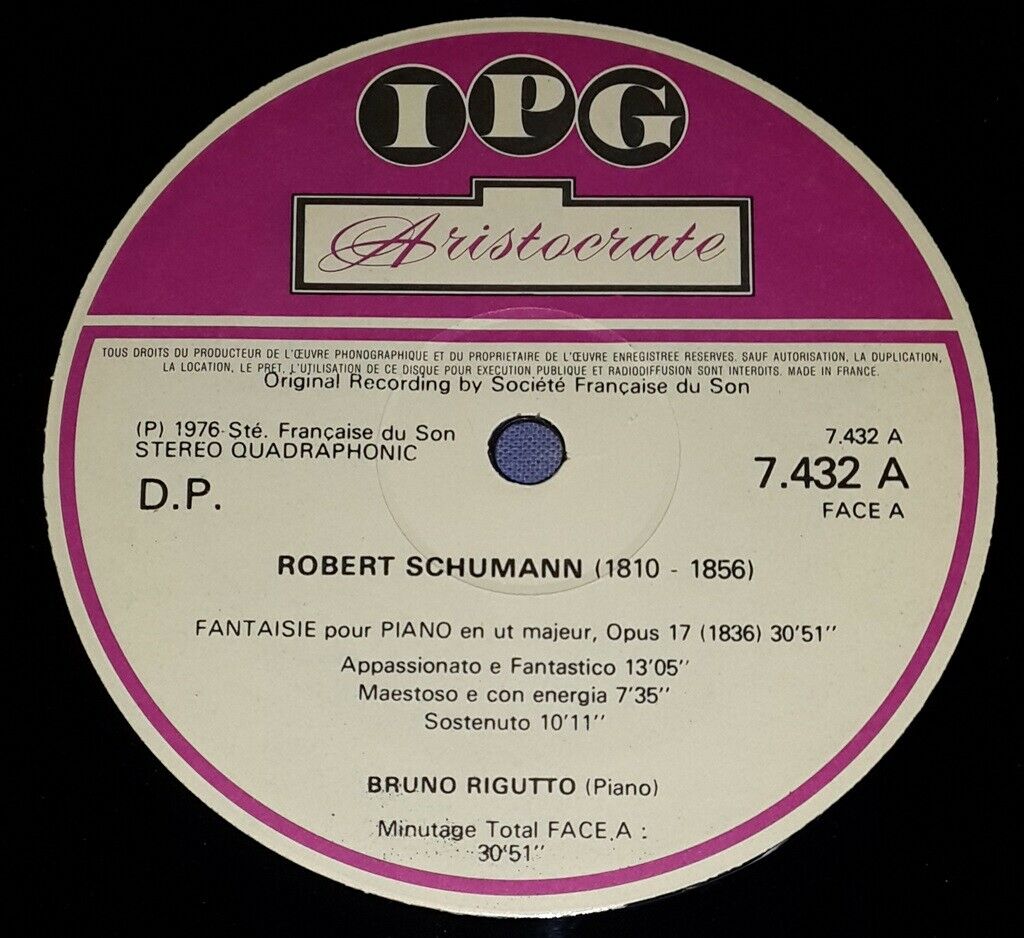 IPG
Aristocrate
TOUS DROITS DU PRODUCTEUR DE L'ŒUVRE PHONOGRAPHIQUE ET DU PROPRIETAIRE DE L'ŒUVRE ENREGISTREE RESERVES. SAUF AUTORISATION, LA DUPLICATION,
LA LOCATION, LE PRET, L'UTILISATION DE CE DISQUE POUR EXECUTION PUBLIQUE ET RADIODIFFUSION SONT INTERDITS. MADE IN FRANCE.
Original Recording by Société Française du Son
(P) 1976 Sté. Française du Son
STEREO QUADRAPHONIC
D.P.
7.432 A
7.432 A
FACE A
ROBERT SCHUMANN (1810 - 1856)
FANTAISIE pour PIANO en ut majeur, Opus 17 (1836) 30'51''
Appassionato e Fantastico 13'05''
Maestoso e con energia 7'35''
Sostenuto 10'11''
BRUNO RIGUTTO (Piano)
Minutage Total FACE A :
30'51''